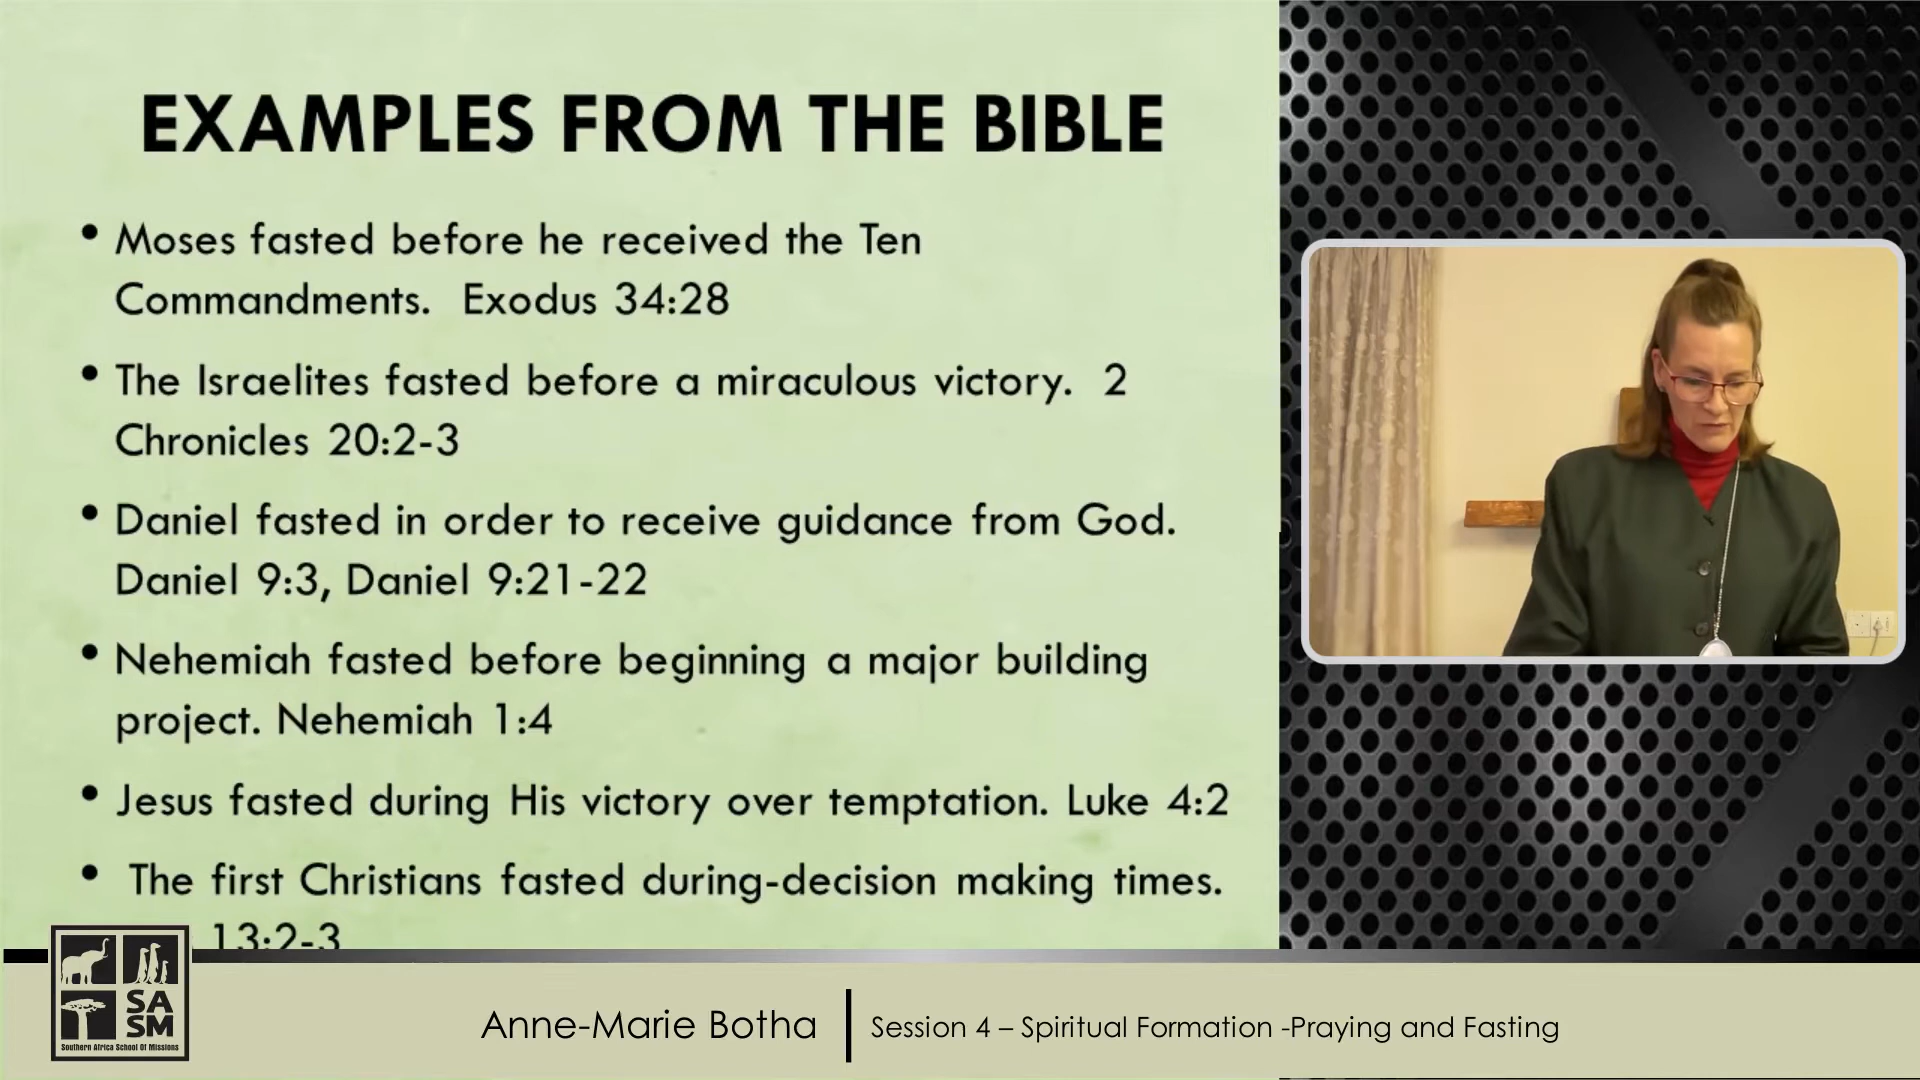 EXAMPLES FROM THE BIBLE
• Moses fasted before he received the Ten
Commandments. Exodus 34:28
• The Israelites fasted before a miraculous victory. 2
Chronicles 20:2-3
• Daniel fasted in order to receive guidance from God.
Daniel 9:3, Daniel 9:21-22
• Nehemiah fasted before beginning a major building
project. Nehemiah 1:4
• Jesus fasted during His victory over temptation. Luke 4:2
• The first Christians fasted during-decision making times.
13:2-3
SA
SM
Southern Africa School Of Missions
Anne-Marie Botha
Session 4 – Spiritual Formation -Praying and Fasting